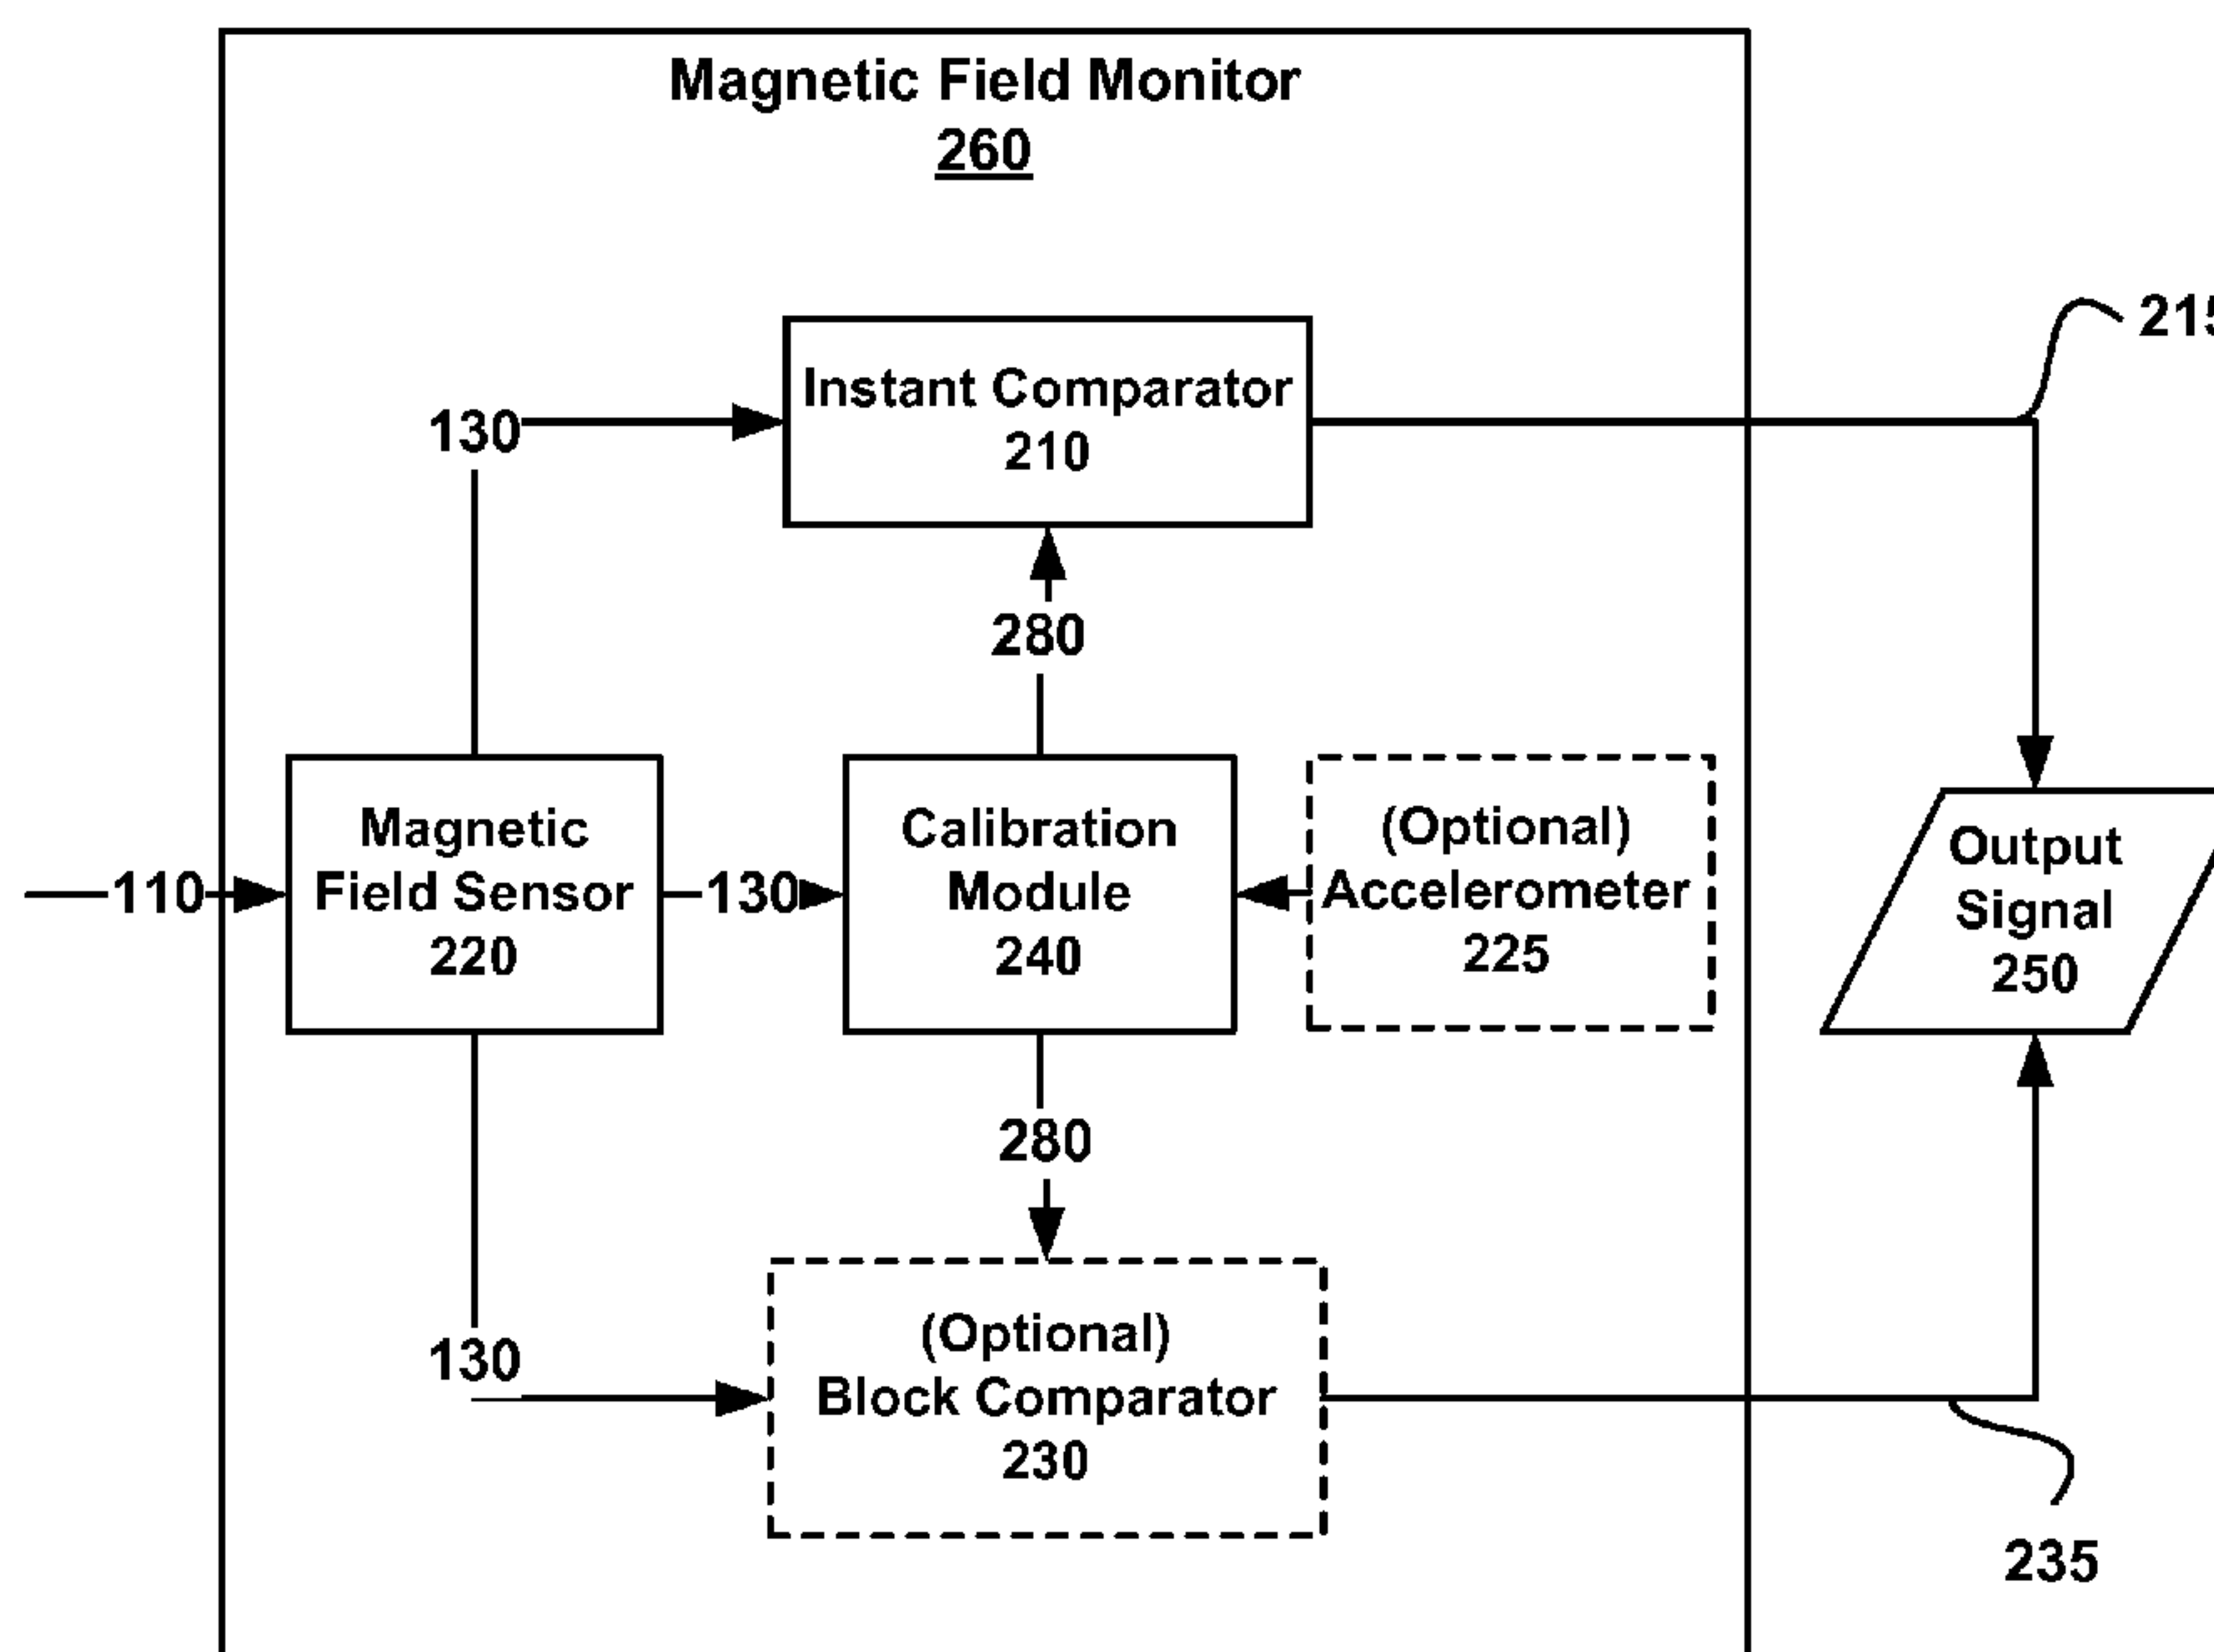 Magnetic Field Monitor
260
215
Instant Comparator
210
130
280
Magnetic
Field Sensor
220
110
130
Calibration
Module
240
(Optional)
Accelerometer
225
Output
Signal
250
280
130
(Optional)
Block Comparator
230
235